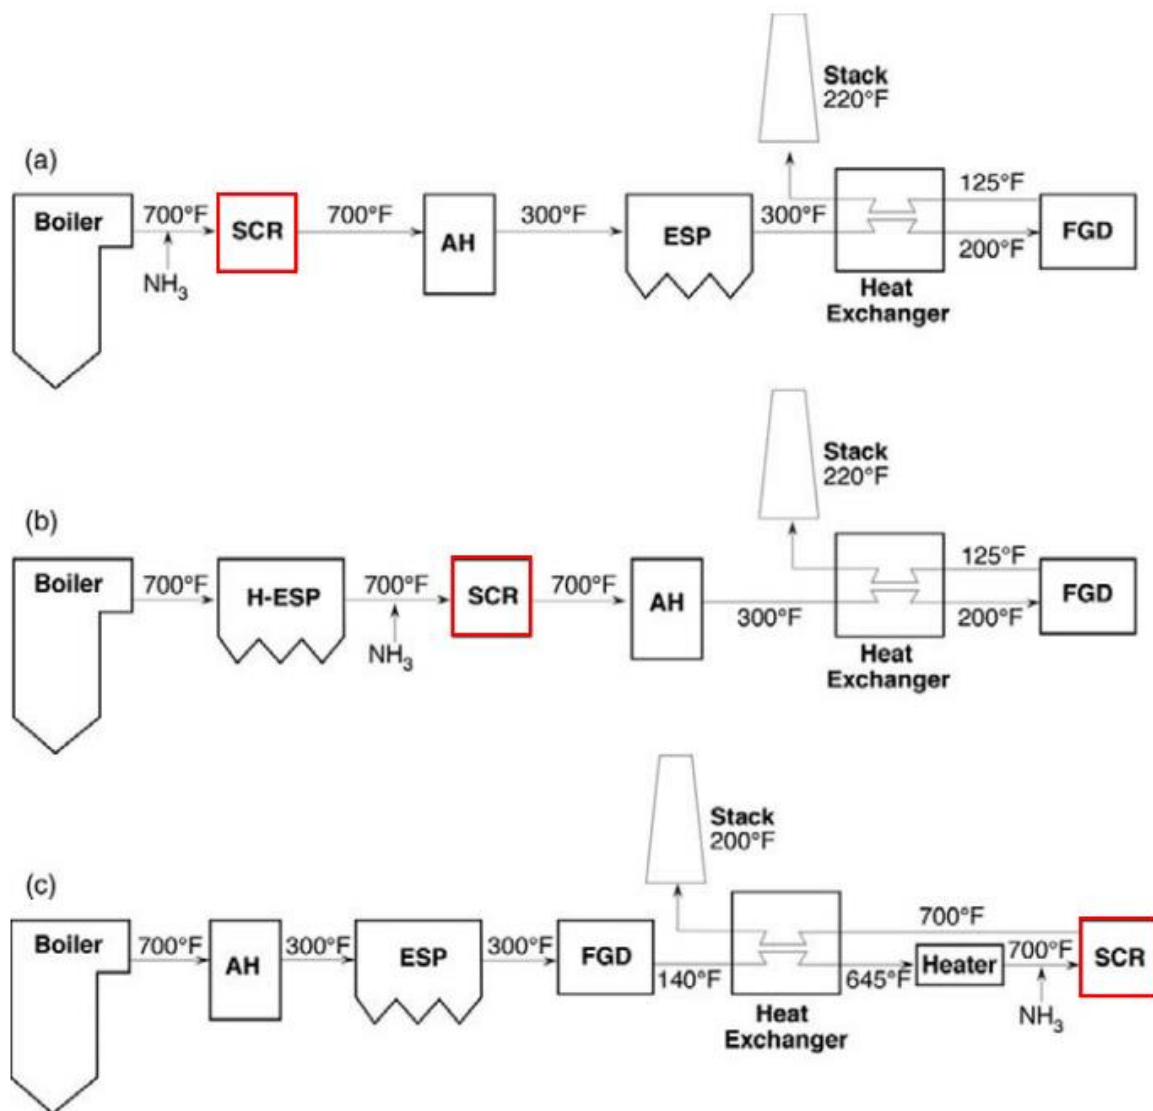 Stack
220°F
(a)
Boiler
700°F
NH₃
SCR
700°F
AH
300°F
ESP
300°F
Heat
Exchanger
125°F
200°F
FGD
Stack
220°F
(b)
Boiler
700°F
H-ESP
700°F
NH₃
SCR
700°F
AH
300°F
Heat
Exchanger
125°F
200°F
FGD
Stack
200°F
(c)
Boiler
700°F
AH
300°F
ESP
300°F
FGD
140°F
Heat
Exchanger
700°F
645°F
Heater
700°F
NH₃
SCR